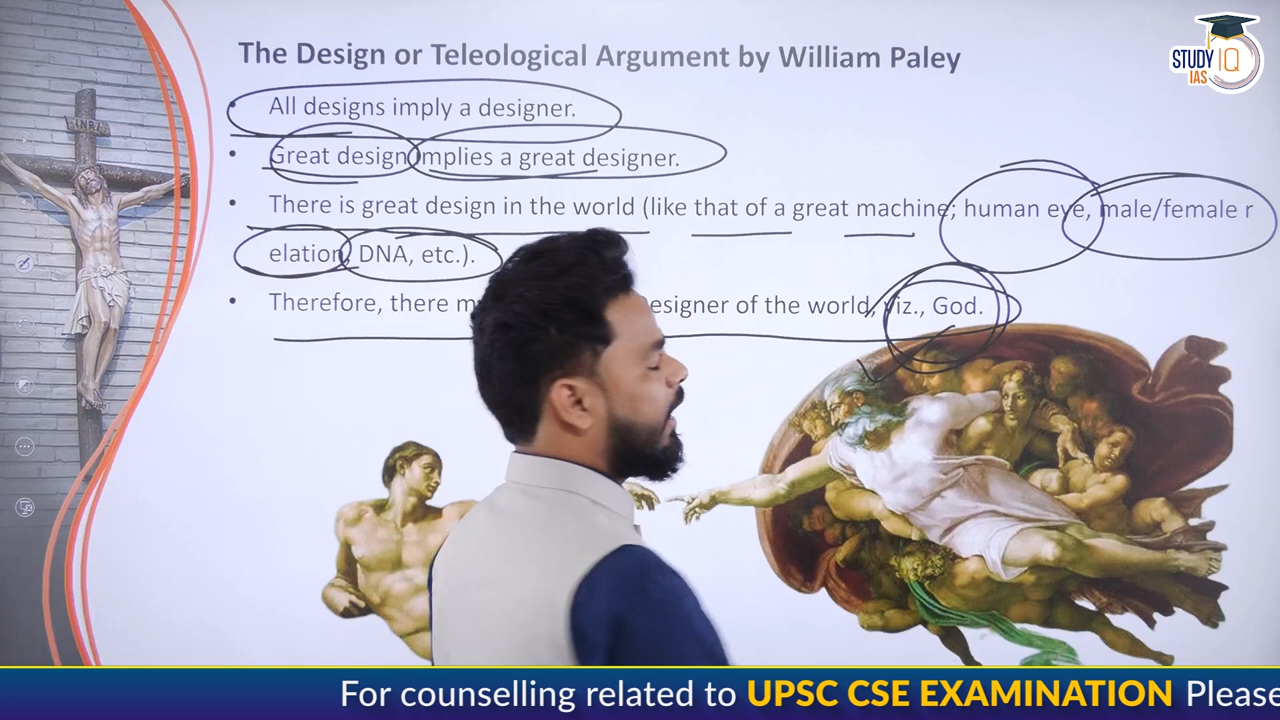 The Design or Teleological Argument by William Paley
STUDY IQ
IAS
INRI
• All designs imply a designer.
• Great design implies a great designer.
• There is great design in the world (like that of a great machine; human eye, male/female r
elation, DNA, etc.).
• Therefore, there esigner of the world, viz., God.
For counselling related to UPSC CSE EXAMINATION Please